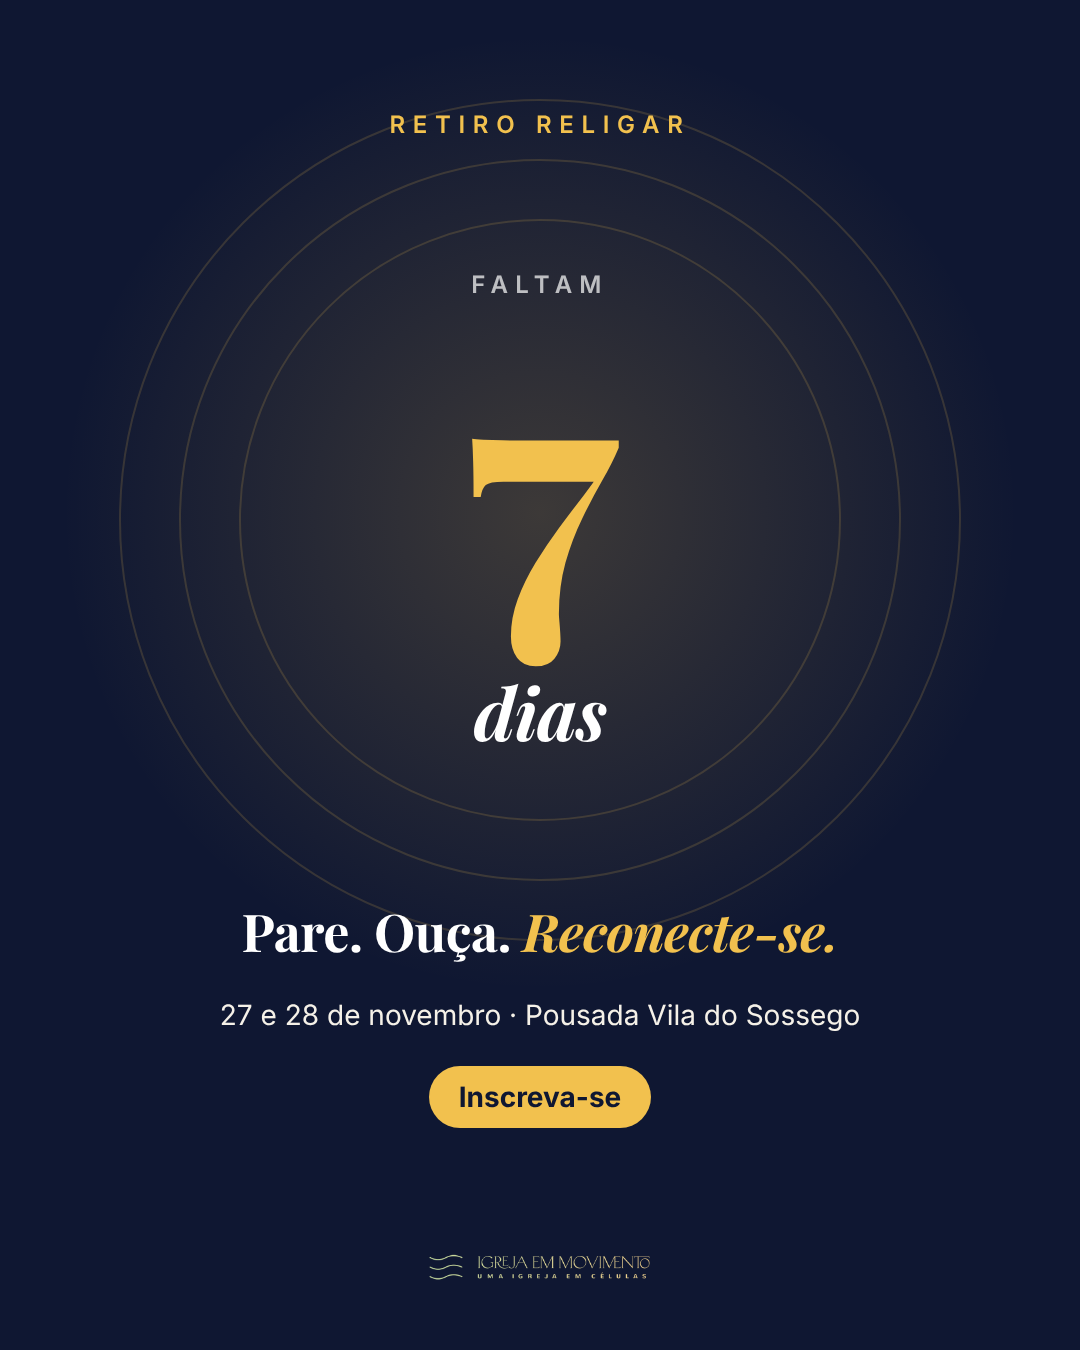 RETIRO RELIGAR
FALTAM
7
dias
Pare. Ouça. Reconecte-se.
27 e 28 de novembro · Pousada Vila do Sossego
Inscreva-se
IGREJA EM MOVIMENTO
UMA IGREJA EM CÉLULAS